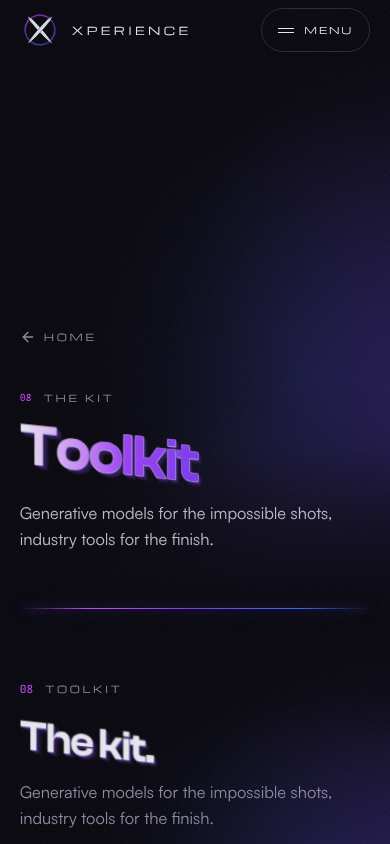 XPERIENCE
MENU
← HOME
08 THE KIT
Toolkit
Generative models for the impossible shots,
industry tools for the finish.
08 TOOLKIT
The kit.
Generative models for the impossible shots,
industry tools for the finish.